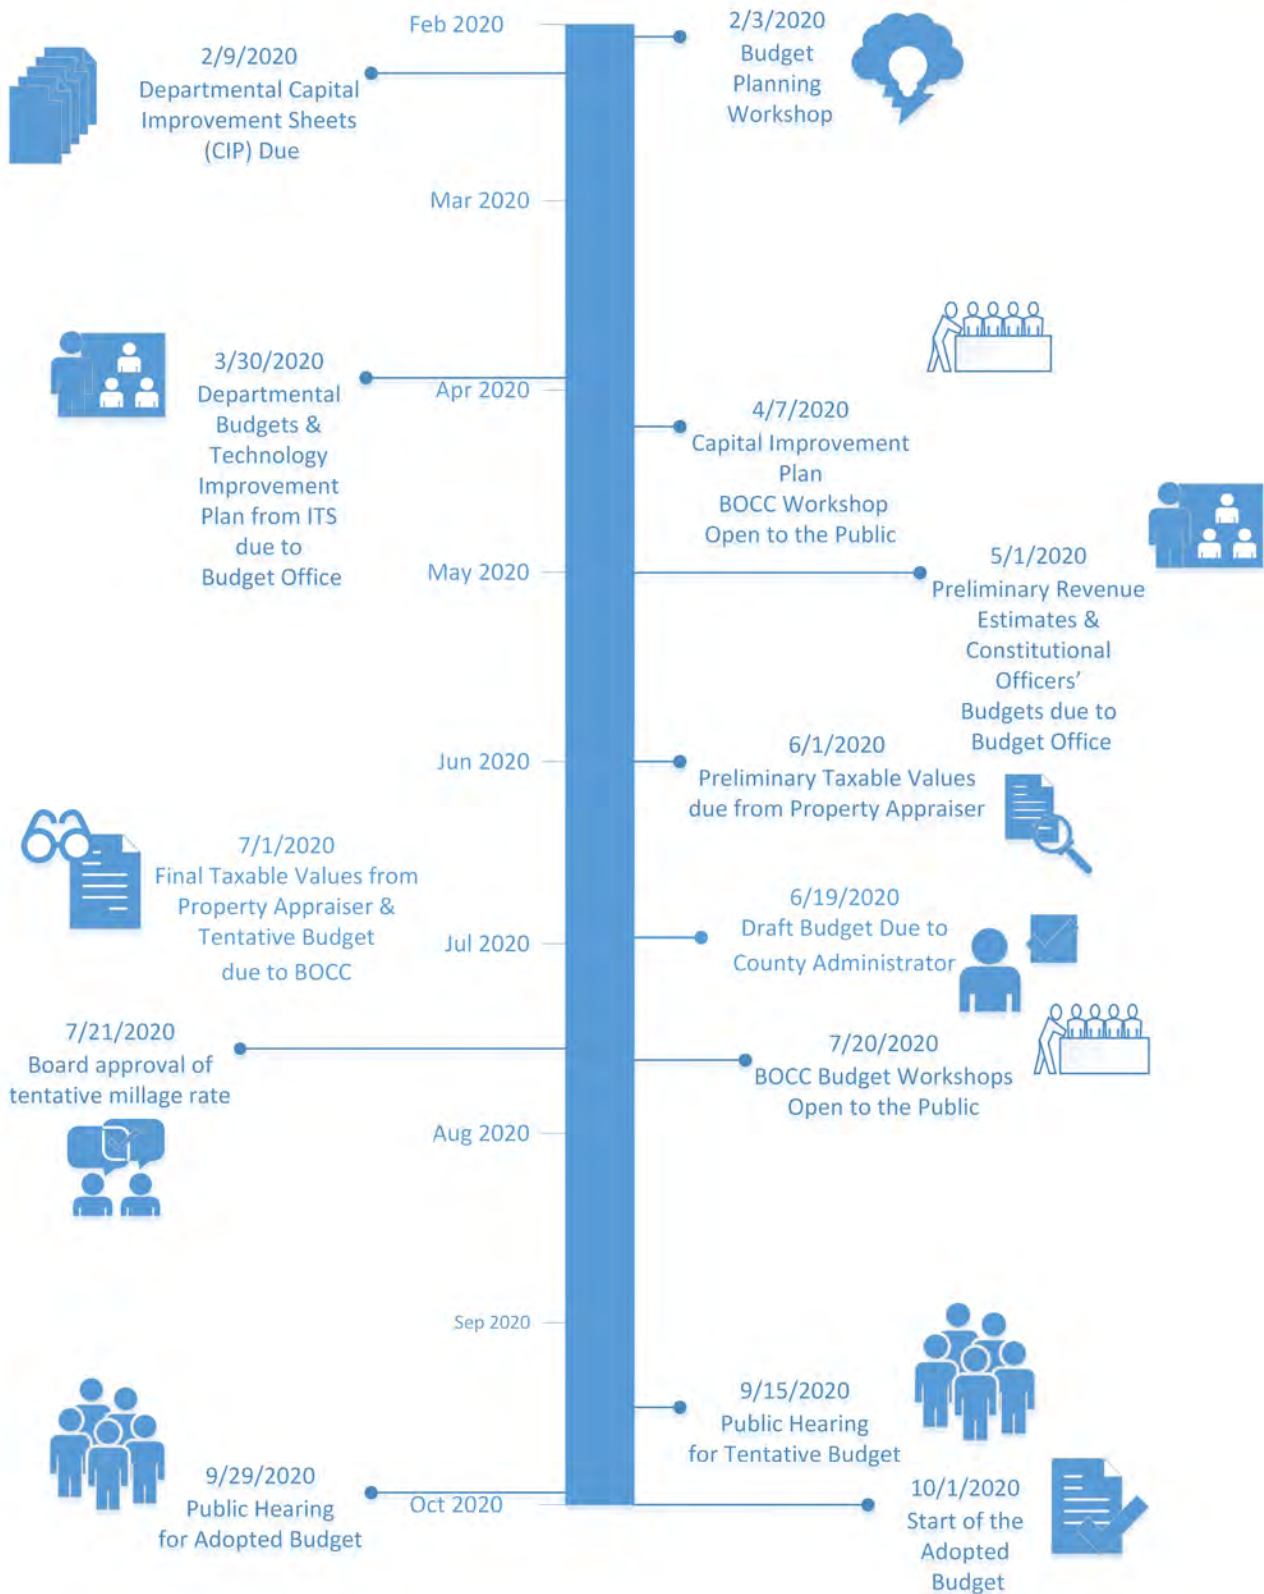 Feb 2020
2/3/2020
Budget
Planning
Workshop
2/9/2020
Departmental Capital
Improvement Sheets
(CIP) Due
Mar 2020
3/30/2020
Departmental
Budgets &
Technology
Improvement
Plan from ITS
due to
Budget Office
Apr 2020
4/7/2020
Capital Improvement
Plan
BOCC Workshop
Open to the Public
May 2020
5/1/2020
Preliminary Revenue
Estimates &
Constitutional
Officers’
Budgets due to
Budget Office
Jun 2020
6/1/2020
Preliminary Taxable Values
due from Property Appraiser
7/1/2020
Final Taxable Values from
Property Appraiser &
Tentative Budget
due to BOCC
6/19/2020
Draft Budget Due to
County Administrator
Jul 2020
7/21/2020
Board approval of
tentative millage rate
7/20/2020
BOCC Budget Workshops
Open to the Public
Aug 2020
Sep 2020
9/15/2020
Public Hearing
for Tentative Budget
9/29/2020
Public Hearing
for Adopted Budget
Oct 2020
10/1/2020
Start of the
Adopted
Budget